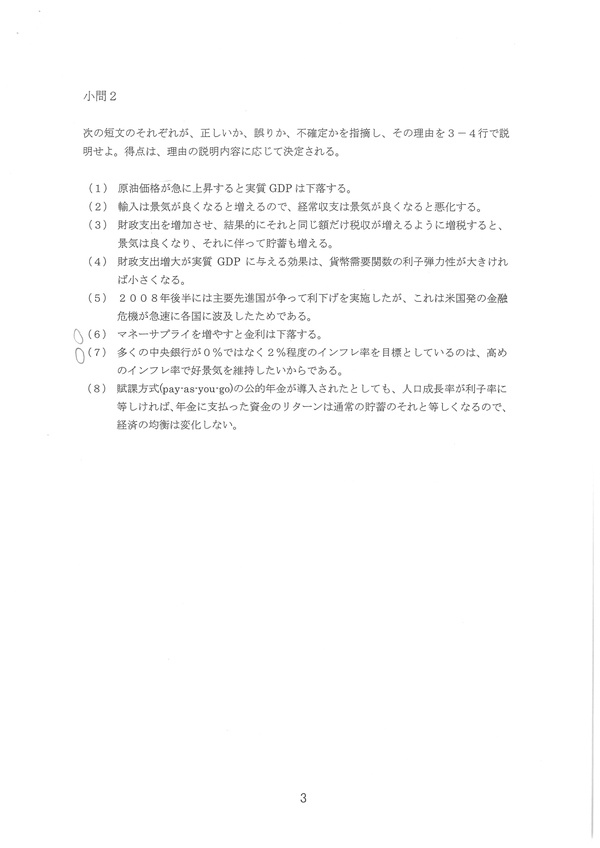 小問２
次の短文のそれぞれが、正しいか、誤りか、不確定かを指摘し、その理由を３－４行で説
明せよ。得点は、理由の説明内容に応じて決定される。
（１） 原油価格が急に上昇すると実質 GDP は下落する。
（２） 輸入は景気が良くなると増えるので、経常収支は景気が良くなると悪化する。
（３） 財政支出を増加させ、結果的にそれと同じ額だけ税収が増えるように増税すると、
景気は良くなり、それに伴って貯蓄も増える。
（４） 財政支出増大が実質 GDP に与える効果は、貨幣需要関数の利子弾力性が大きけれ
ば小さくなる。
（５） ２００８年後半には主要先進国が争って利下げを実施したが、これは米国発の金融
危機が急速に各国に波及したためである。
（６） マネーサプライを増やすと金利は下落する。
（７） 多くの中央銀行が０％ではなく２％程度のインフレ率を目標としているのは、高め
のインフレ率で好景気を維持したいからである。
（８） 賦課方式(pay-as-you-go)の公的年金が導入されたとしても、人口成長率が利子率に
等しければ、年金に支払った資金のリターンは通常の貯蓄のそれと等しくなるので、
経済の均衡は変化しない。
3